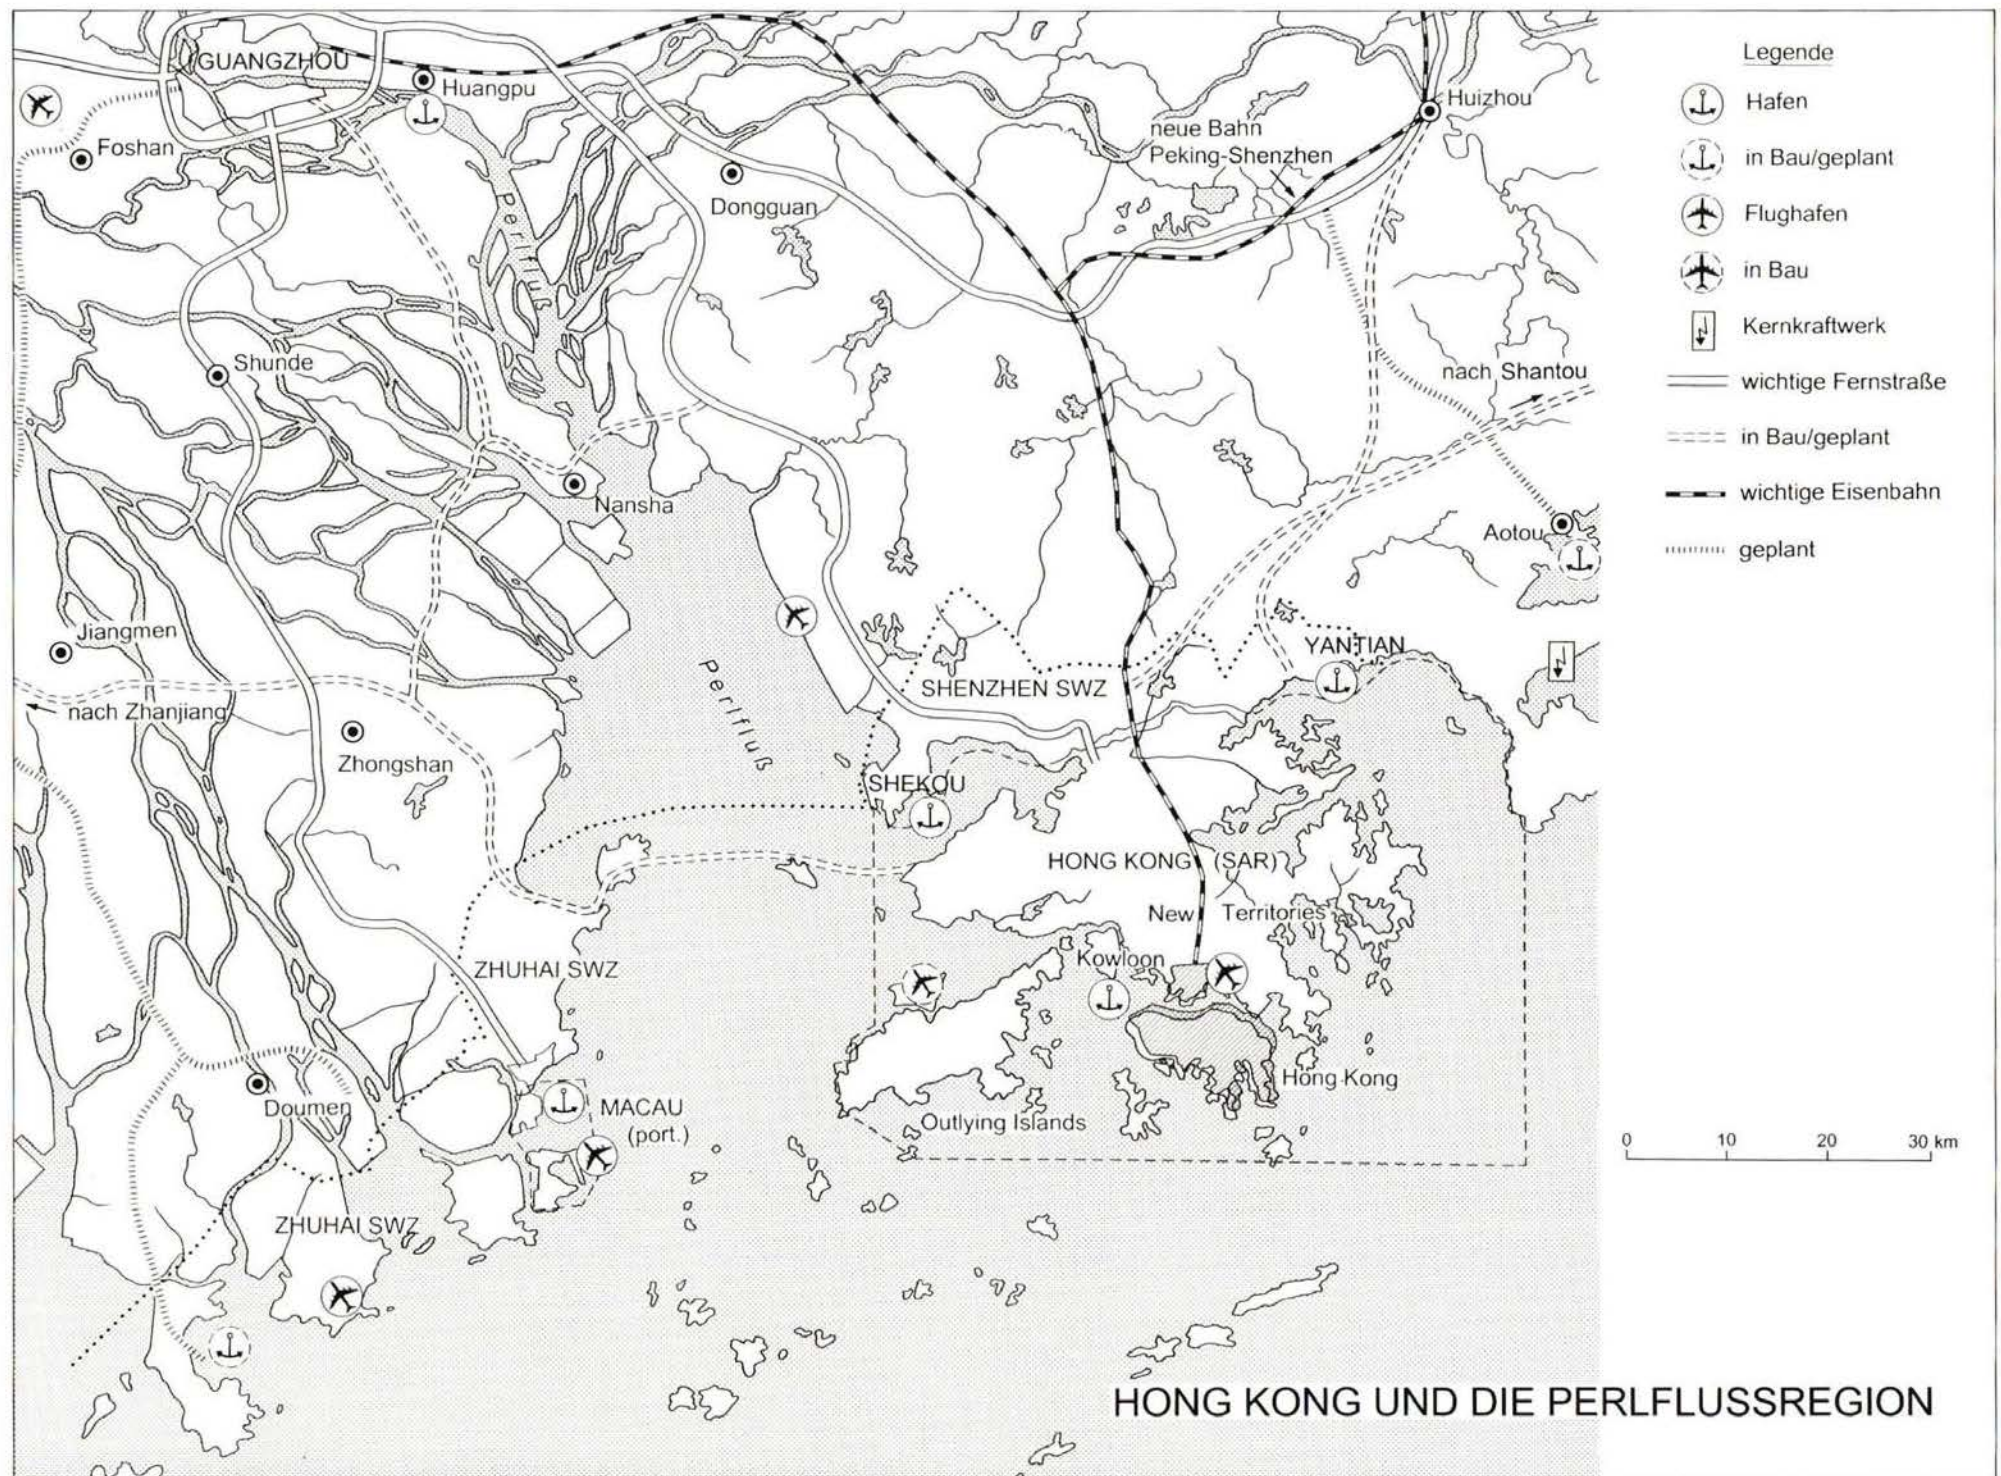 GUANGZHOU
Huangpu
Foshan
Perlfluß
Dongguan
neue Bahn
Peking-Shenzhen
Huizhou
Shunde
nach Shantou
Nansha
Aotou
Jiangmen
nach Zhanjiang
Zhongshan
Perlfluß
SHENZHEN SWZ
YANTIAN
SHEKOU
HONG KONG (SAR)
New Territories
Kowloon
ZHUHAI SWZ
Hong Kong
Outlying Islands
MACAU
(port.)
Doumen
ZHUHAI SWZ
Legende
Hafen
in Bau/geplant
Flughafen
in Bau
Kernkraftwerk
wichtige Fernstraße
in Bau/geplant
wichtige Eisenbahn
geplant
0 10 20 30 km
HONG KONG UND DIE PERLFLUSSREGION